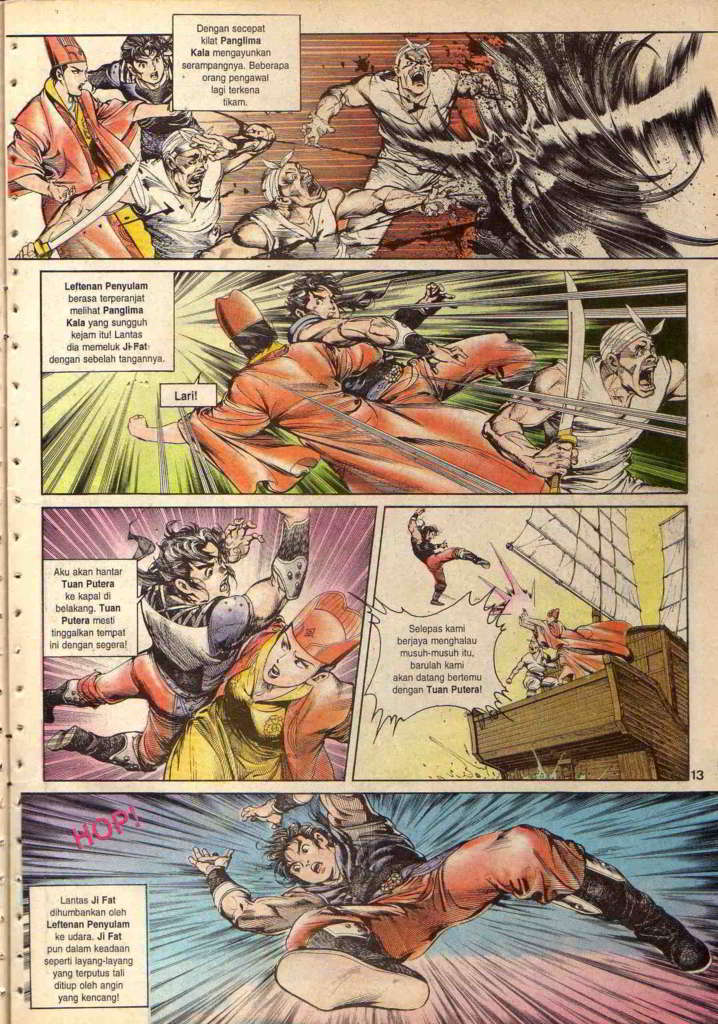 Dengan secepat
kilat Panglima
Kala mengayunkan
serampangnya. Beberapa
orang pengawal
lagi terkena
tikam.
Leftenan Penyulam
berasa terperanjat
melihat Panglima
Kala yang sungguh
kejam itu! Lantas
dia memeluk Ji Fat
dengan sebelah tangannya.
Lari!
Aku akan hantar
Tuan Putera
ke kapal di
belakang. Tuan
Putera mesti
tinggalkan tempat
ini dengan segera!
Selepas kami
berjaya menghalau
musuh-musuh itu,
barulah kami
akan datang bertemu
dengan Tuan Putera!
13
HOP!
Lantas Ji Fat
dihumbankan oleh
Leftenan Penyulam
ke udara. Ji Fat
pun dalam keadaan
seperti layang-layang
yang terputus tali
ditiup oleh angin
yang kencang!